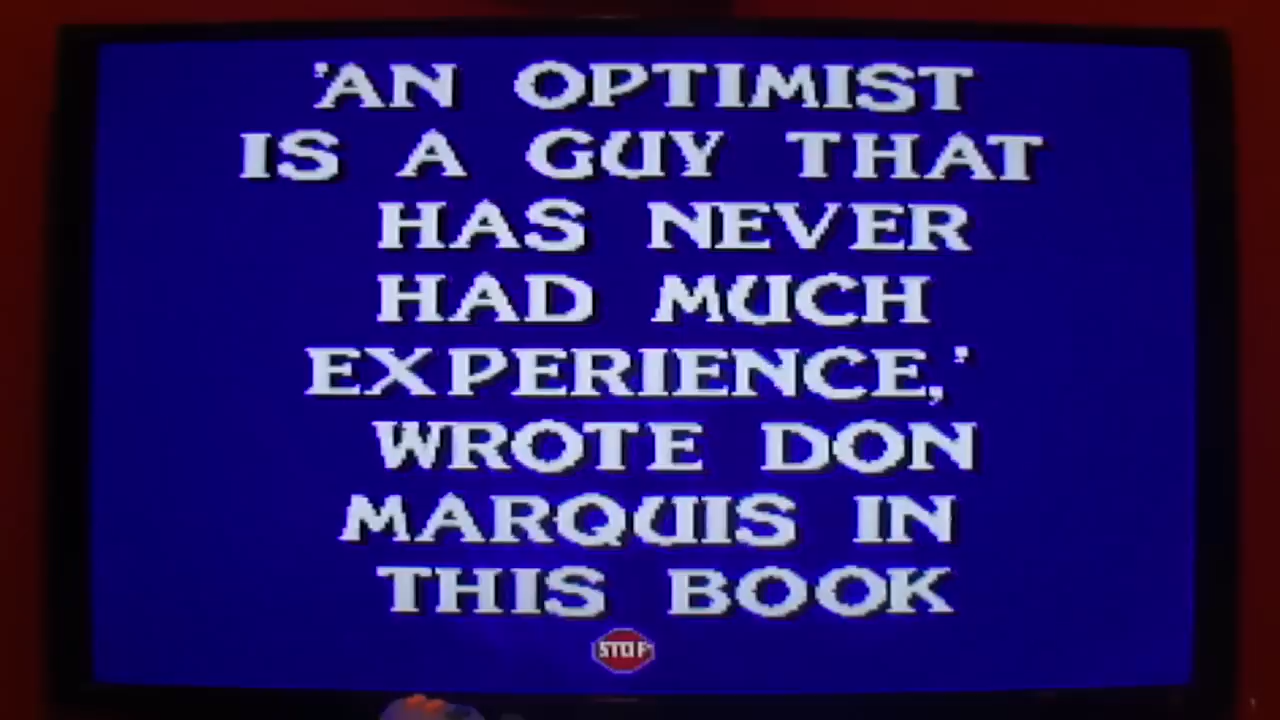 'AN OPTIMIST
IS A GUY THAT
HAS NEVER
HAD MUCH
EXPERIENCE,'
WROTE DON
MARQUIS IN
THIS BOOK
STOP